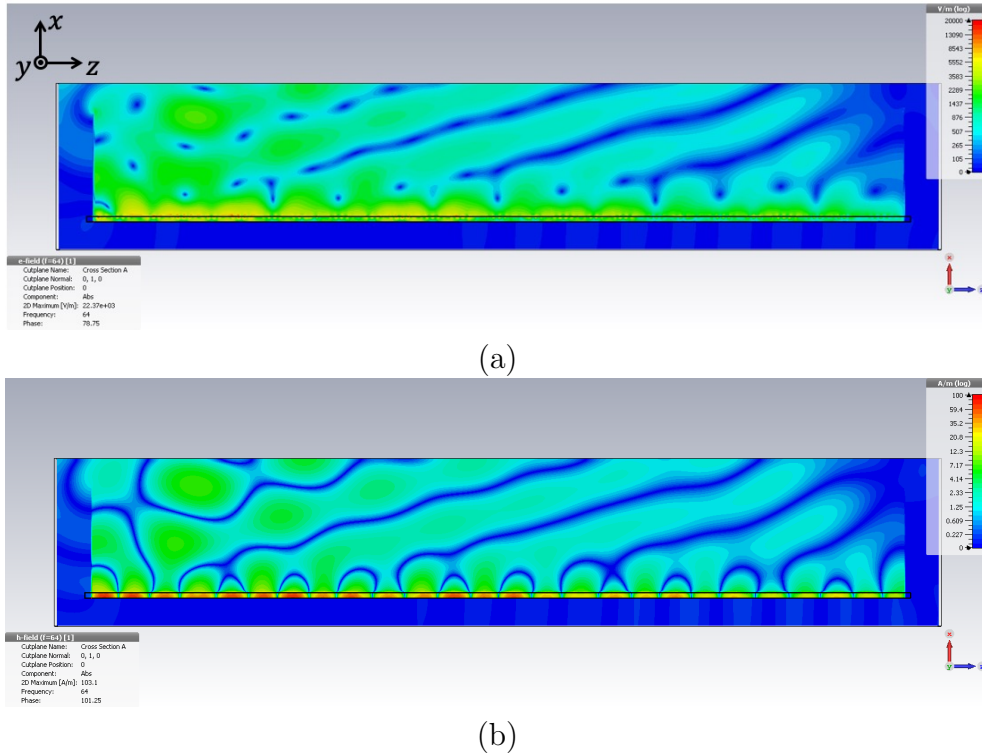 V/m (log)
x
y
z
20000
13090
8543
5552
3583
2289
1437
876
507
265
105
0
e-field (f=64) [1]
Cutplane Name: Cross Section A
Cutplane Normal: 0, 1, 0
Cutplane Position: 0
Component: Abs
2D Maximum [V/m]: 22.37e+03
Frequency: 64
Phase: 78.75
x
y
(a)
A/m (log)
100
59.4
35.2
20.8
12.3
7.17
4.14
2.33
1.25
0.609
0.227
0
h-field (f=64) [1]
Cutplane Name: Cross Section A
Cutplane Normal: 0, 1, 0
Cutplane Position: 0
Component: Abs
2D Maximum [A/m]: 103.1
Frequency: 64
Phase: 101.25
x
y
(b)